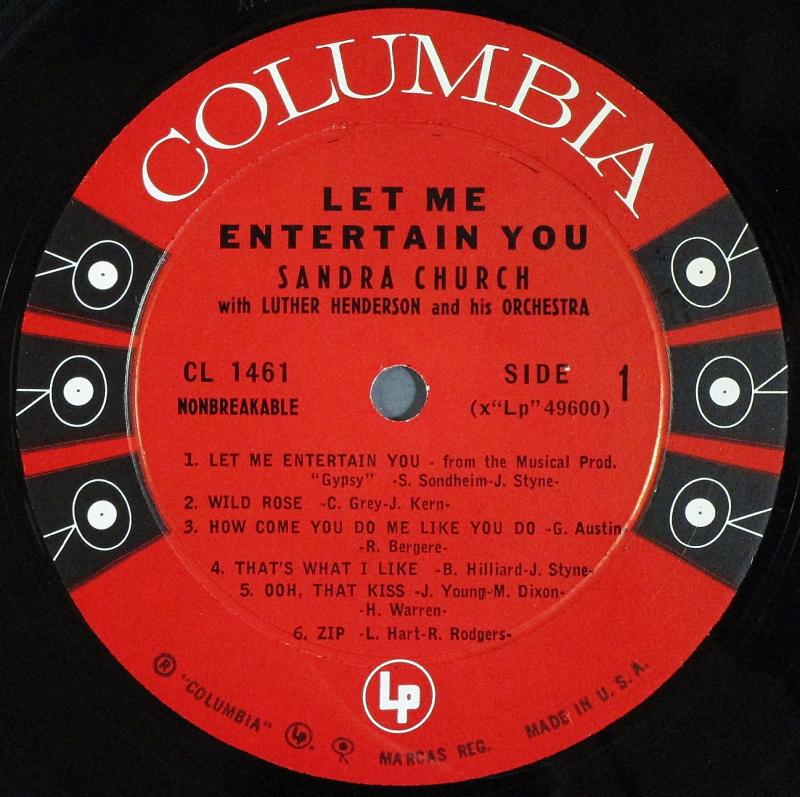 COLUMBIA
LET ME
ENTERTAIN YOU
SANDRA CHURCH
with LUTHER HENDERSON and his ORCHESTRA
CL 1461
NONBREAKABLE
SIDE 1
(x"Lp" 49600)
1. LET ME ENTERTAIN YOU - from the Musical Prod.
"Gypsy" -S. Sondheim-J. Styne-
2. WILD ROSE -C. Grey-J. Kern-
3. HOW COME YOU DO ME LIKE YOU DO -G. Austin-
-R. Bergere-
4. THAT'S WHAT I LIKE -B. Hilliard-J. Styne-
5. OOH, THAT KISS -J. Young-M. Dixon-
-H. Warren-
6. ZIP -L. Hart-R. Rodgers-
Lp
® "COLUMBIA" Lp ® MARCAS REG. MADE IN U. S. A.